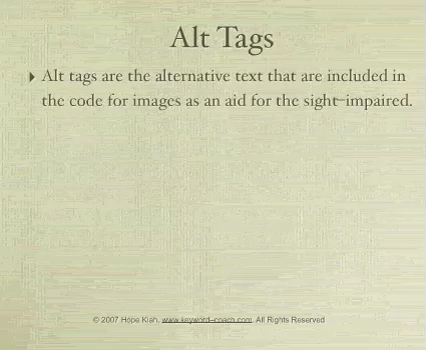 Alt Tags
Alt tags are the alternative text that are included in
the code for images as an aid for the sight-impaired.
© 2007 Hope Kiah, www.keyword-coach.com, All Rights Reserved